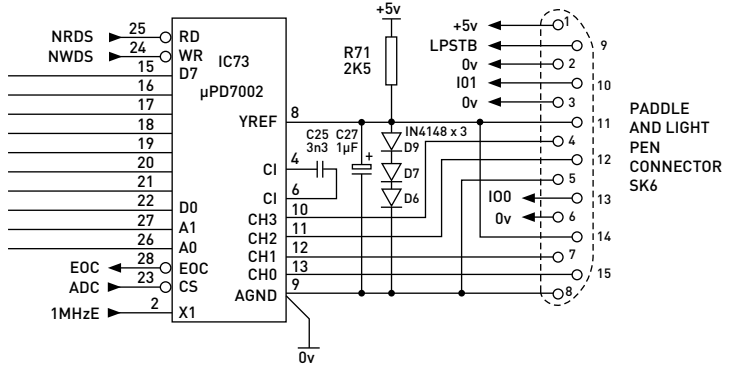 +5v
25
NRDS
RD
24
NWDS
WR
15
D7
16
17
18
19
20
21
22
D0
27
A1
26
A0
28
EOC
EOC
23
ADC
CS
2
1MHzE
X1
IC73
µPD7002
YREF
8
CI
4
CI
6
CH3
10
CH2
11
CH1
12
CH0
13
AGND
9
0v
R71
2K5
C25
3n3
C27
1µF
+
IN4148 x 3
D9
D7
D6
+5v
1
LPSTB
9
0v
2
I01
10
0v
3
11
4
12
5
I00
13
0v
6
14
7
15
8
PADDLE
AND LIGHT
PEN
CONNECTOR
SK6